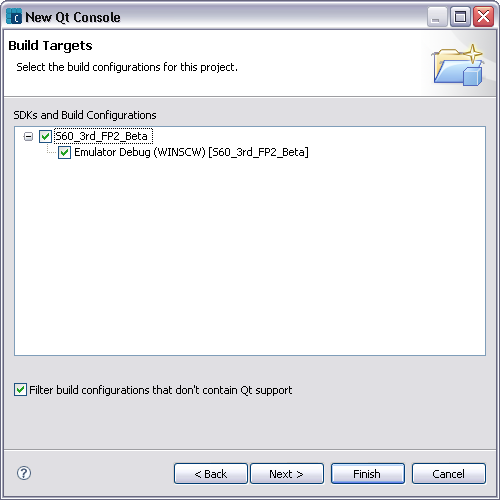 New Qt Console
Build Targets
Select the build configurations for this project.
SDKs and Build Configurations
S60_3rd_FP2_Beta
Emulator Debug (WINSCW) [S60_3rd_FP2_Beta]
Filter build configurations that don't contain Qt support
?
< Back Next > Finish Cancel